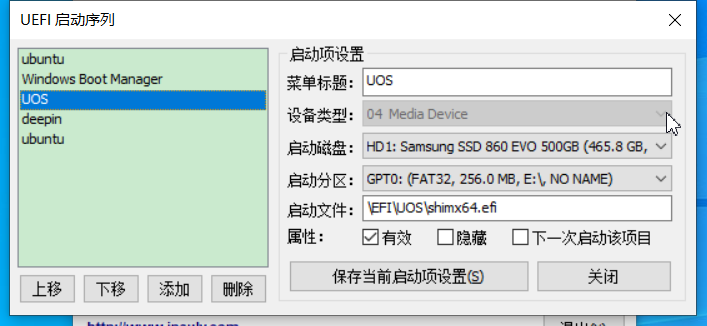 UEFI 启动序列
ubuntu
Windows Boot Manager
UOS
deepin
ubuntu
上移
下移
添加
删除
启动项设置
菜单标题: UOS
设备类型: 04 Media Device
启动磁盘: HD1: Samsung SSD 860 EVO 500GB (465.8 GB,
启动分区: GPT0: (FAT32, 256.0 MB, E:\, NO NAME)
启动文件: \EFI\UOS\shimx64.efi
属性: 有效 隐藏 下一次启动该项目
保存当前启动项设置(S)
关闭